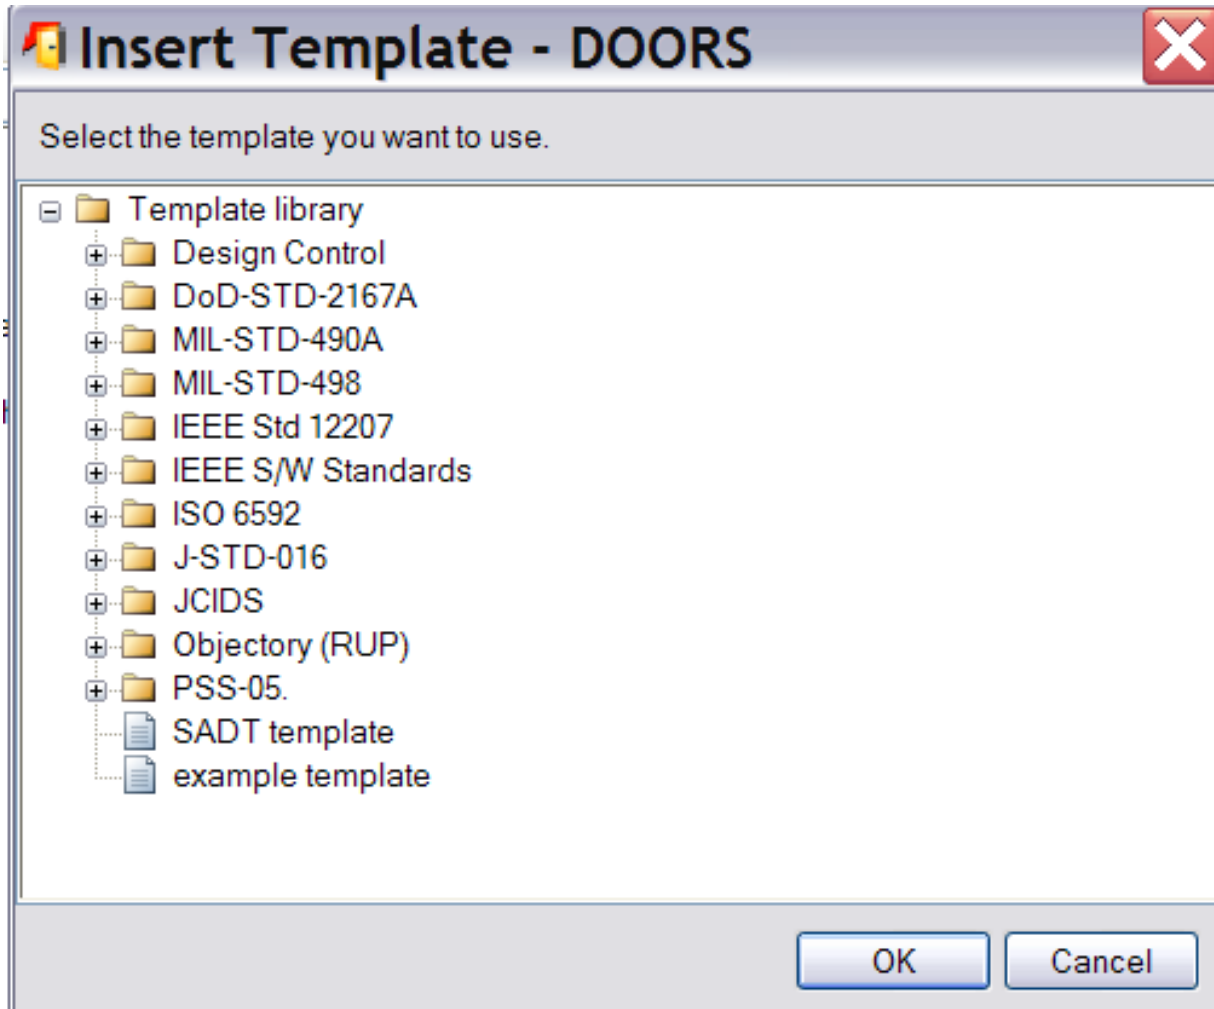 Insert Template - DOORS
Select the template you want to use.
Template library
Design Control
DoD-STD-2167A
MIL-STD-490A
MIL-STD-498
IEEE Std 12207
IEEE S/W Standards
ISO 6592
J-STD-016
JCIDS
Objectory (RUP)
PSS-05.
SADT template
example template
OK
Cancel